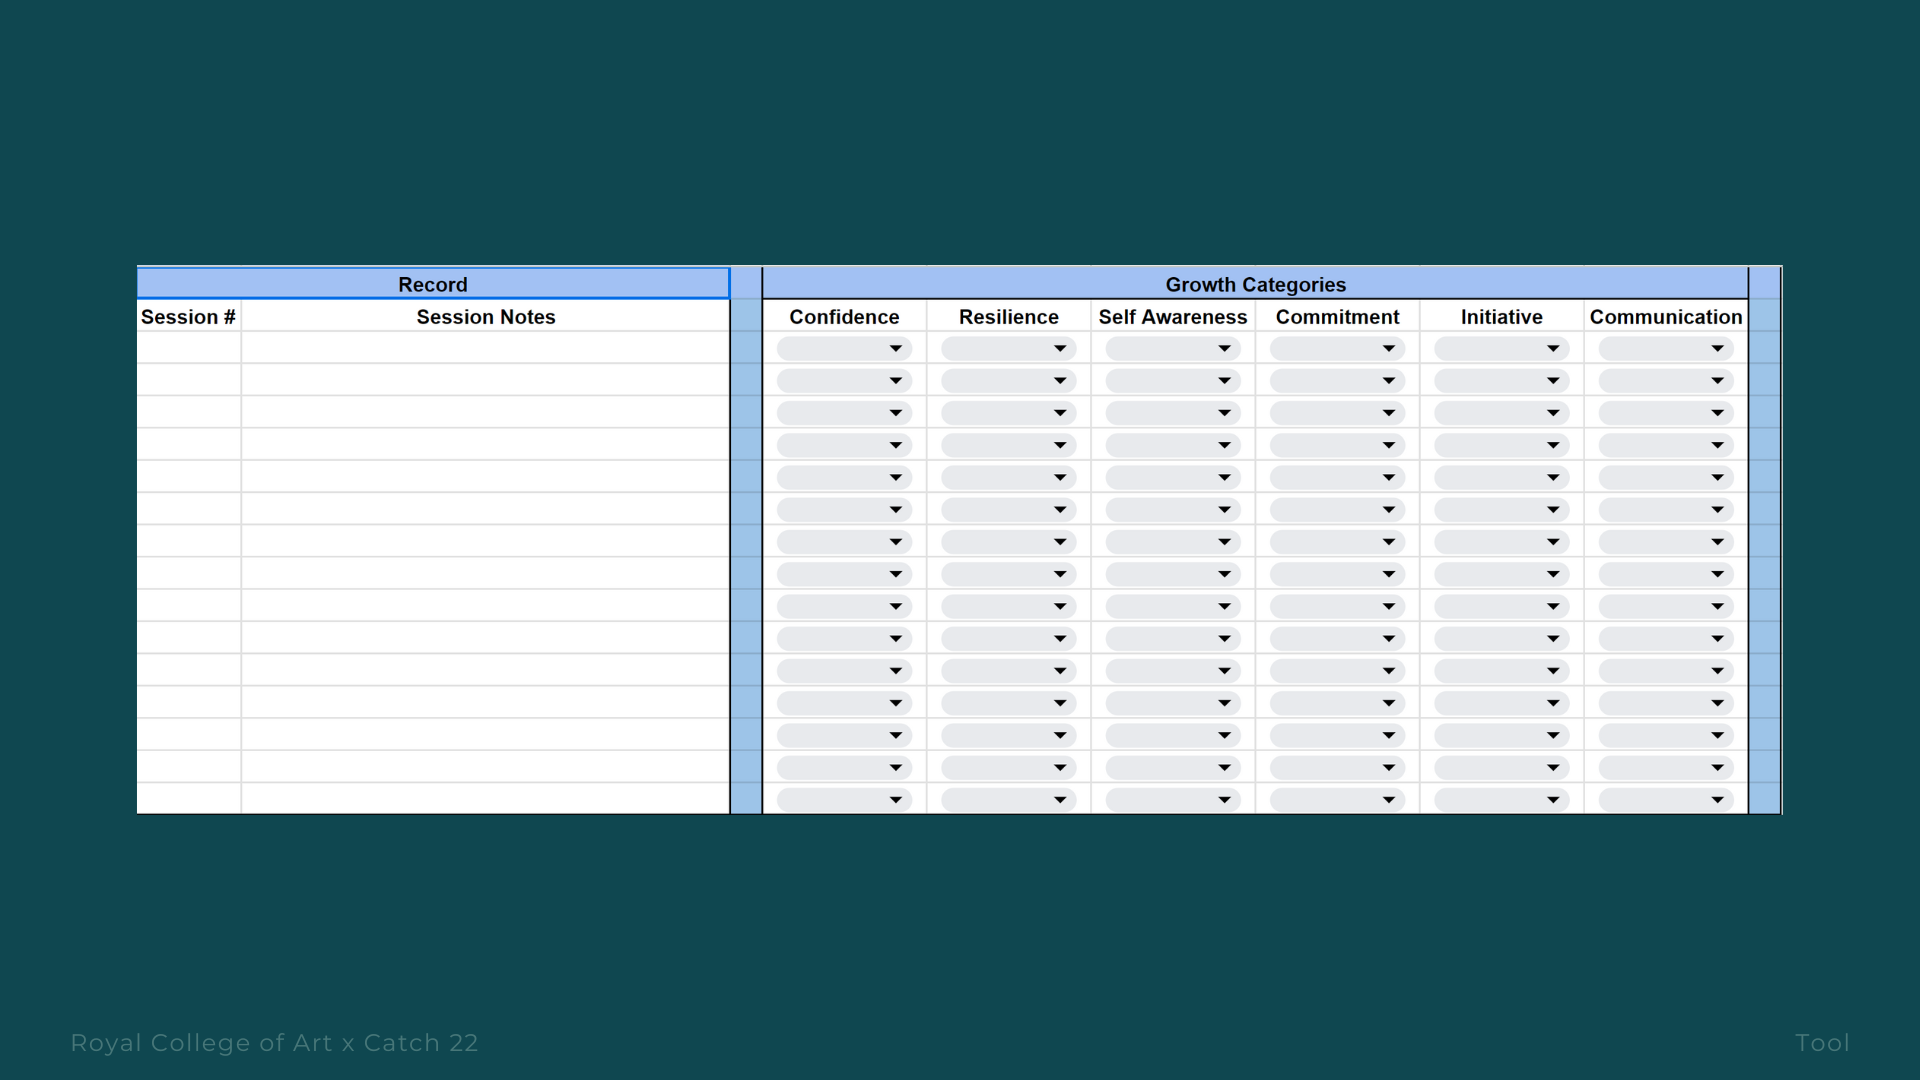 Record Growth Categories
Session # Session Notes Confidence Resilience Self Awareness Commitment Initiative Communication
Royal College of Art x Catch 22 Tool